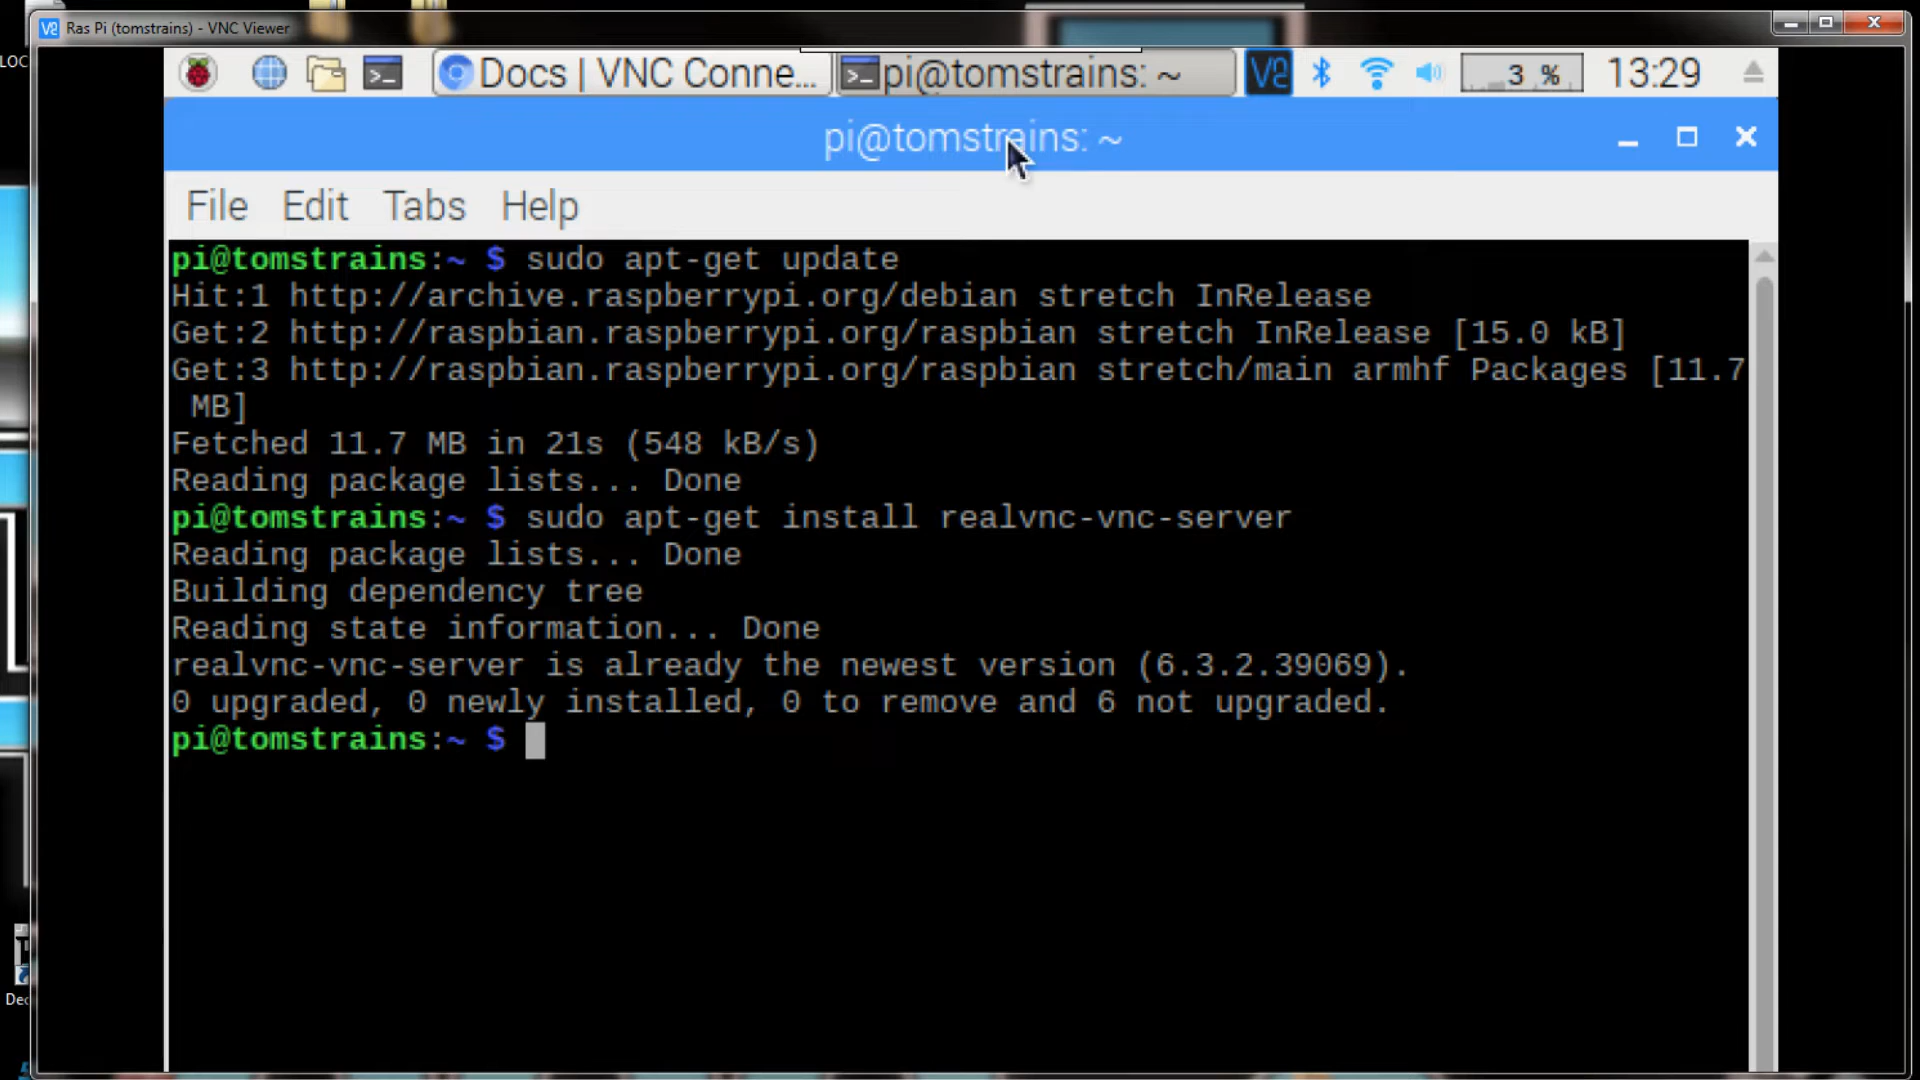 LOC
Ras Pi (tomstrains) - VNC Viewer
Docs | VNC Conne...
pi@tomstrains: ~
3 %
13:29
pi@tomstrains: ~
File Edit Tabs Help
pi@tomstrains:~ $ sudo apt-get update
Hit:1 http://archive.raspberrypi.org/debian stretch InRelease
Get:2 http://raspbian.raspberrypi.org/raspbian stretch InRelease [15.0 kB]
Get:3 http://raspbian.raspberrypi.org/raspbian stretch/main armhf Packages [11.7
MB]
Fetched 11.7 MB in 21s (548 kB/s)
Reading package lists... Done
pi@tomstrains:~ $ sudo apt-get install realvnc-vnc-server
Reading package lists... Done
Building dependency tree
Reading state information... Done
realvnc-vnc-server is already the newest version (6.3.2.39069).
0 upgraded, 0 newly installed, 0 to remove and 6 not upgraded.
pi@tomstrains:~ $